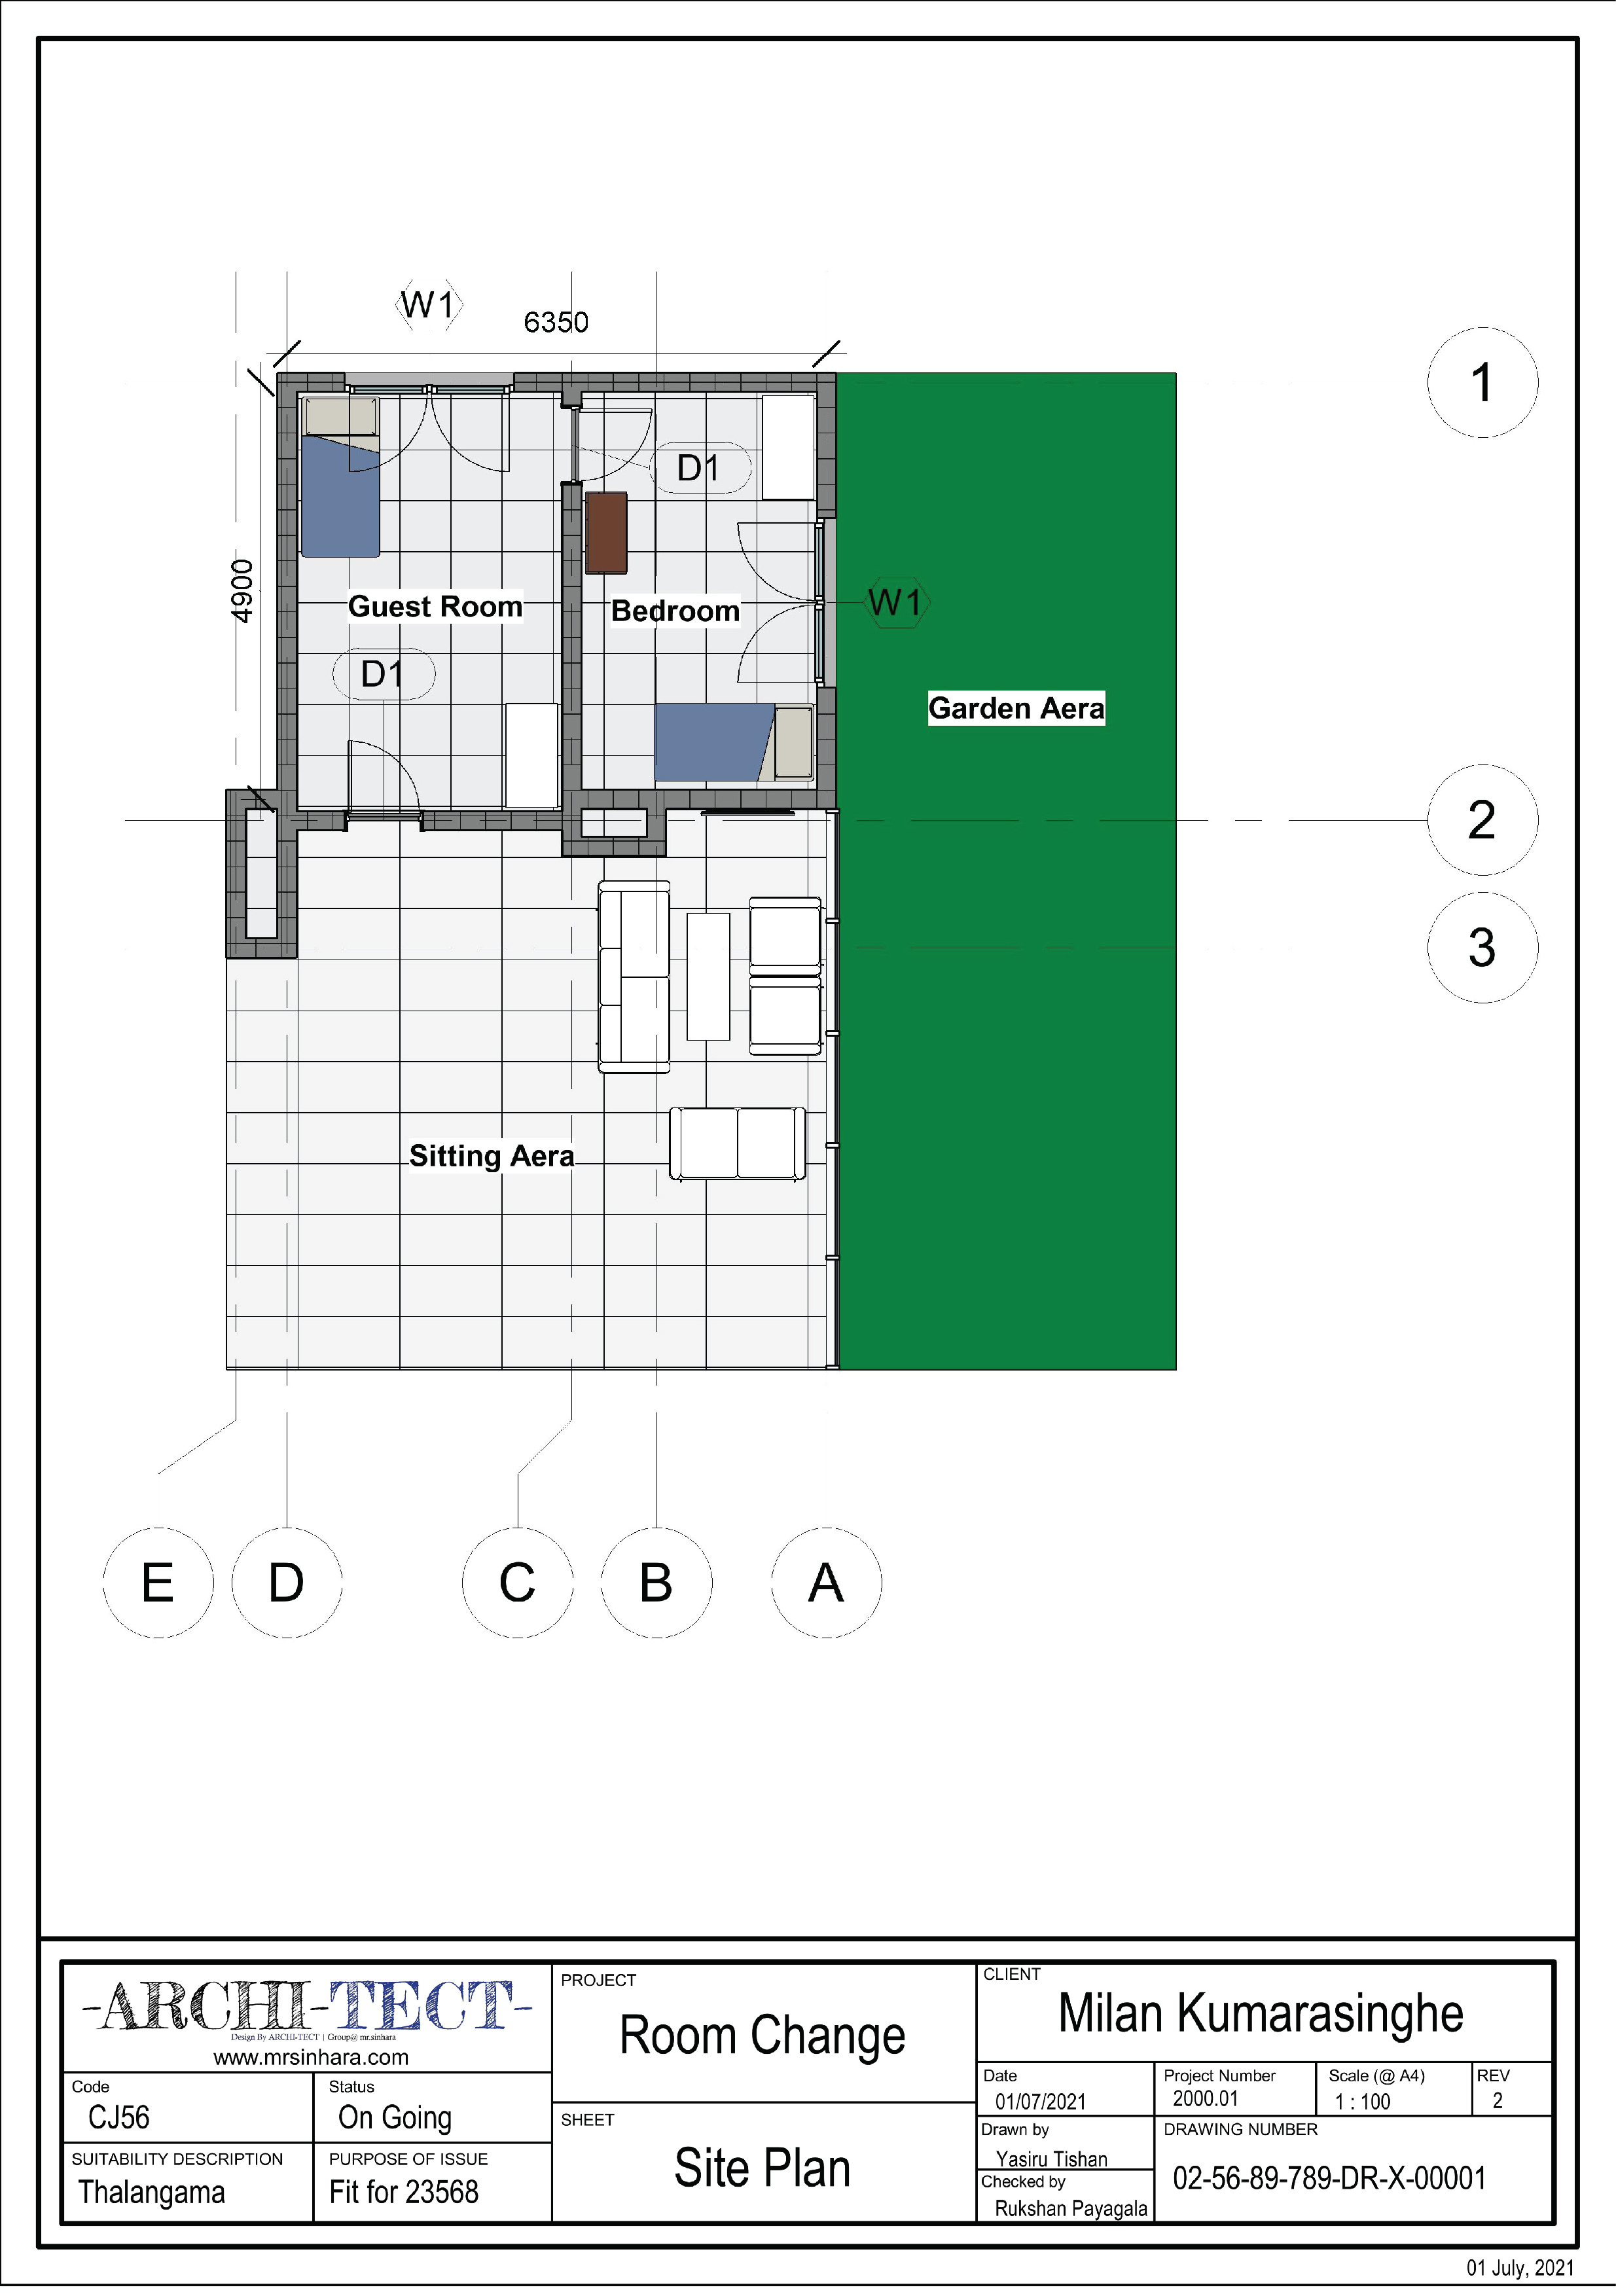 W1
6350
1
D1
4900
Guest Room
Bedroom
W1
D1
Garden Aera
2
3
Sitting Aera
E
D
C
B
A
-ARCHI-TECT-
Design By ARCHI-TECT | Group@ mr.sinhara
www.mrsinhara.com
Code
CJ56
Status
On Going
SUITABILITY DESCRIPTION
Thalangama
PURPOSE OF ISSUE
Fit for 23568
PROJECT
Room Change
SHEET
Site Plan
CLIENT
Milan Kumarasinghe
Date
01/07/2021
Project Number
2000.01
Scale (@ A4)
1 : 100
REV
2
Drawn by
Yasiru Tishan
Checked by
Rukshan Payagala
DRAWING NUMBER
02-56-89-789-DR-X-00001
01 July, 2021